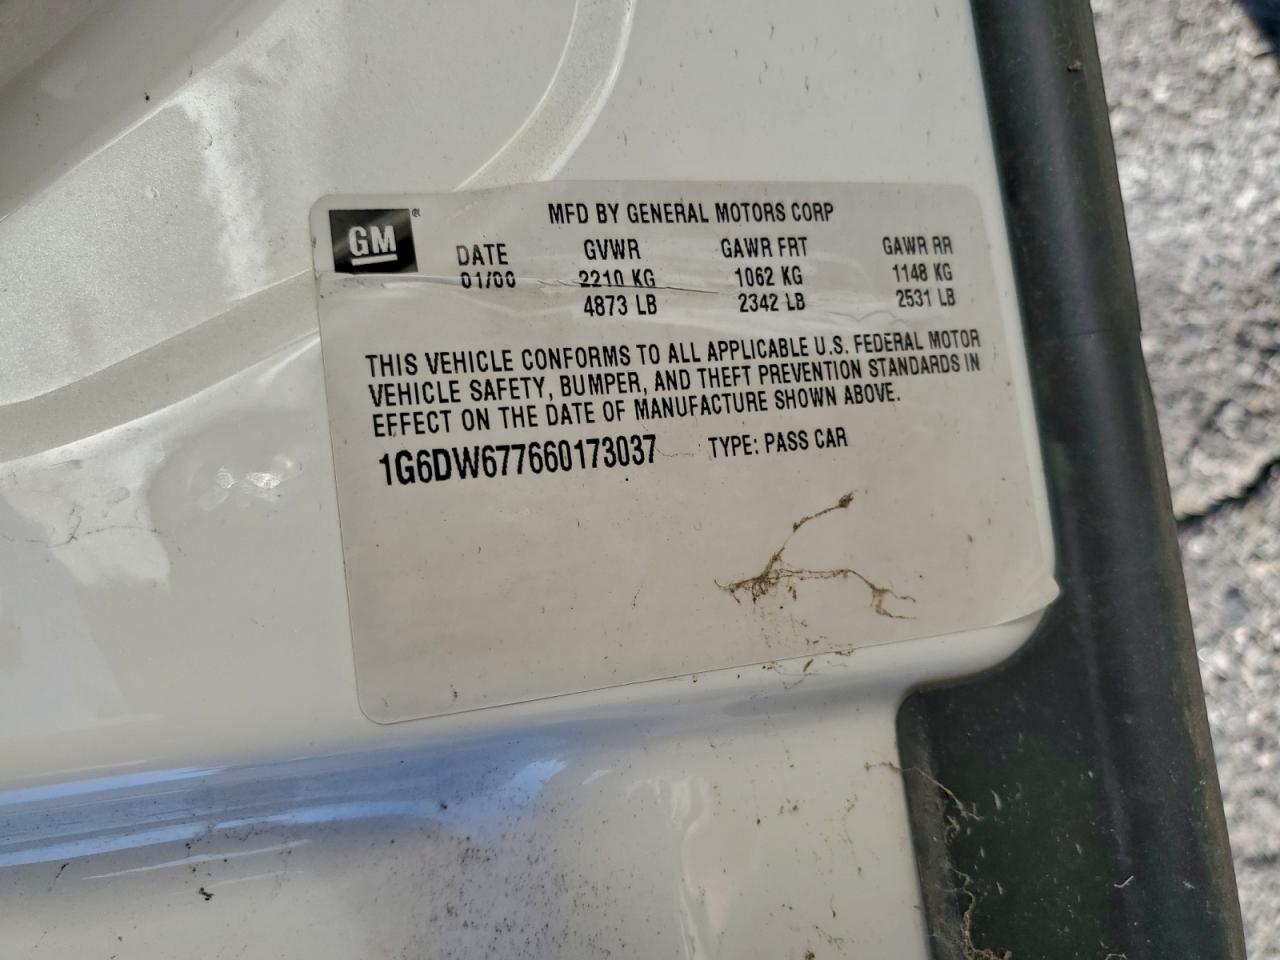 GM®
MFD BY GENERAL MOTORS CORP
DATE GVWR GAWR FRT GAWR RR
2210 KG 1062 KG 1148 KG
4873 LB 2342 LB 2531 LB
THIS VEHICLE CONFORMS TO ALL APPLICABLE U.S. FEDERAL MOTOR
VEHICLE SAFETY, BUMPER, AND THEFT PREVENTION STANDARDS IN
EFFECT ON THE DATE OF MANUFACTURE SHOWN ABOVE.
1G6DW677660173037 TYPE: PASS CAR